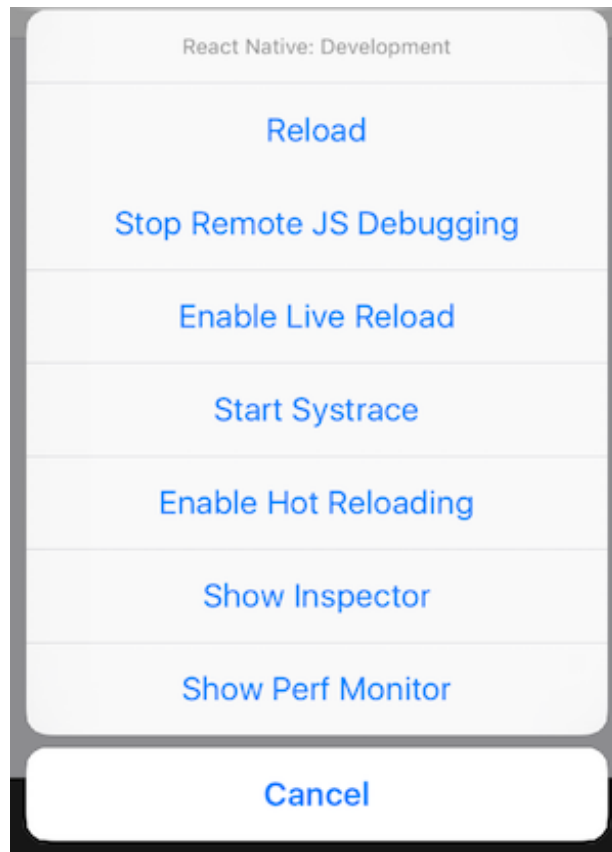 React Native: Development
Reload
Stop Remote JS Debugging
Enable Live Reload
Start Systrace
Enable Hot Reloading
Show Inspector
Show Perf Monitor
Cancel